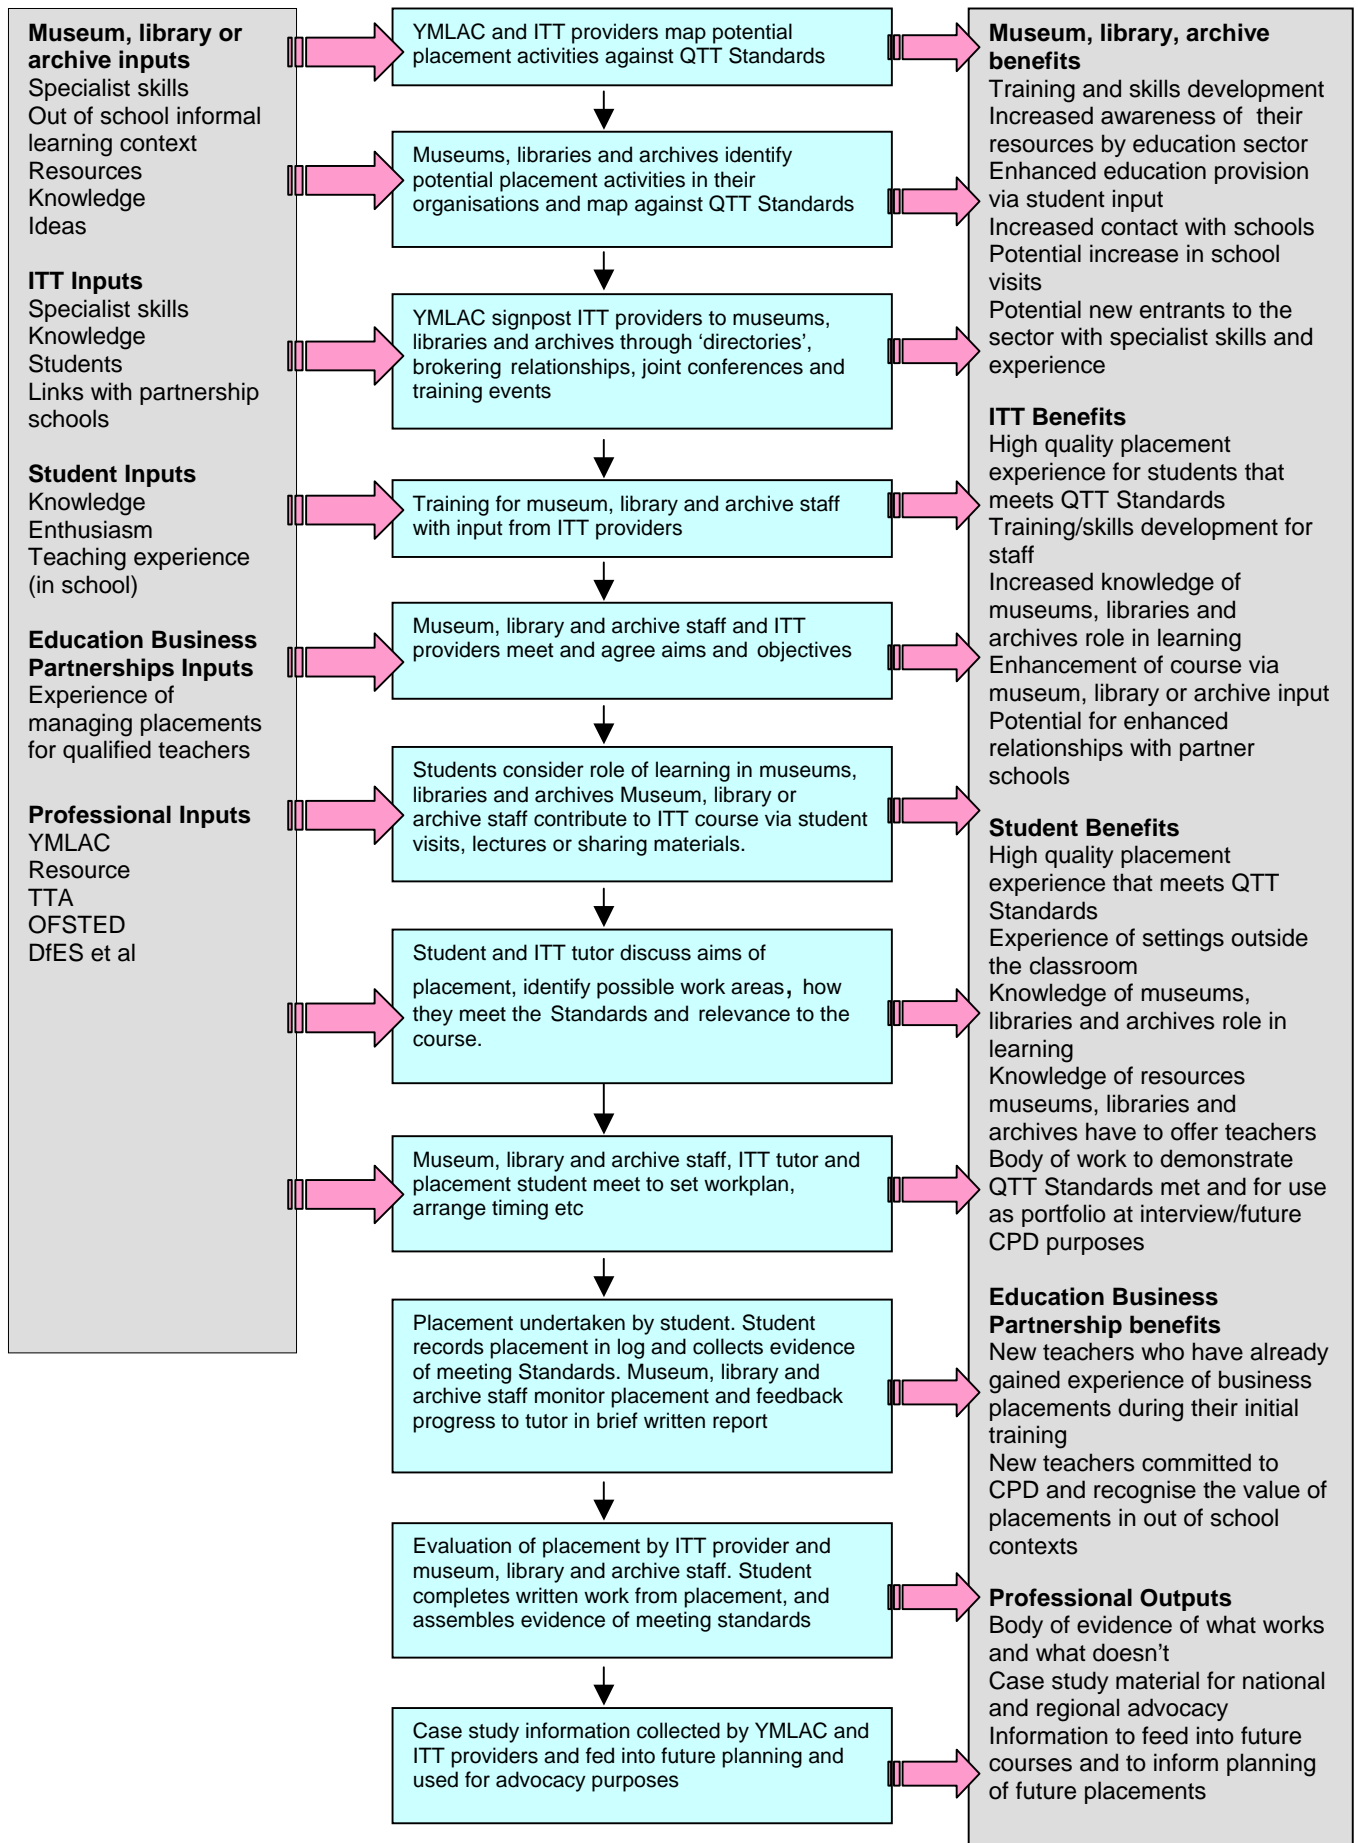 Museum, library or
archive inputs
Specialist skills
Out of school informal
learning context
Resources
Knowledge
Ideas
ITT Inputs
Specialist skills
Knowledge
Students
Links with partnership
schools
Student Inputs
Knowledge
Enthusiasm
Teaching experience
(in school)
Education Business
Partnerships Inputs
Experience of
managing placements
for qualified teachers
Professional Inputs
YMLAC
Resource
TTA
OFSTED
DfES et al
YMLAC and ITT providers map potential
placement activities against QTT Standards
Museums, libraries and archives identify
potential placement activities in their
organisations and map against QTT Standards
YMLAC signpost ITT providers to museums,
libraries and archives through ‘directories’,
brokering relationships, joint conferences and
training events
Training for museum, library and archive staff
with input from ITT providers
Museum, library and archive staff and ITT
providers meet and agree aims and objectives
Students consider role of learning in museums,
libraries and archives Museum, library or
archive staff contribute to ITT course via student
visits, lectures or sharing materials.
Student and ITT tutor discuss aims of
placement, identify possible work areas, how
they meet the Standards and relevance to the
course.
Museum, library and archive staff, ITT tutor and
placement student meet to set workplan,
arrange timing etc
Placement undertaken by student. Student
records placement in log and collects evidence
of meeting Standards. Museum, library and
archive staff monitor placement and feedback
progress to tutor in brief written report
Evaluation of placement by ITT provider and
museum, library and archive staff. Student
completes written work from placement, and
assembles evidence of meeting standards
Case study information collected by YMLAC and
ITT providers and fed into future planning and
used for advocacy purposes
Museum, library, archive
benefits
Training and skills development
Increased awareness of their
resources by education sector
Enhanced education provision
via student input
Increased contact with schools
Potential increase in school
visits
Potential new entrants to the
sector with specialist skills and
experience
ITT Benefits
High quality placement
experience for students that
meets QTT Standards
Training/skills development for
staff
Increased knowledge of
museums, libraries and
archives role in learning
Enhancement of course via
museum, library or archive input
Potential for enhanced
relationships with partner
schools
Student Benefits
High quality placement
experience that meets QTT
Standards
Experience of settings outside
the classroom
Knowledge of museums,
libraries and archives role in
learning
Knowledge of resources
museums, libraries and
archives have to offer teachers
Body of work to demonstrate
QTT Standards met and for use
as portfolio at interview/future
CPD purposes
Education Business
Partnership benefits
New teachers who have already
gained experience of business
placements during their initial
training
New teachers committed to
CPD and recognise the value of
placements in out of school
contexts
Professional Outputs
Body of evidence of what works
and what doesn’t
Case study material for national
and regional advocacy
Information to feed into future
courses and to inform planning
of future placements